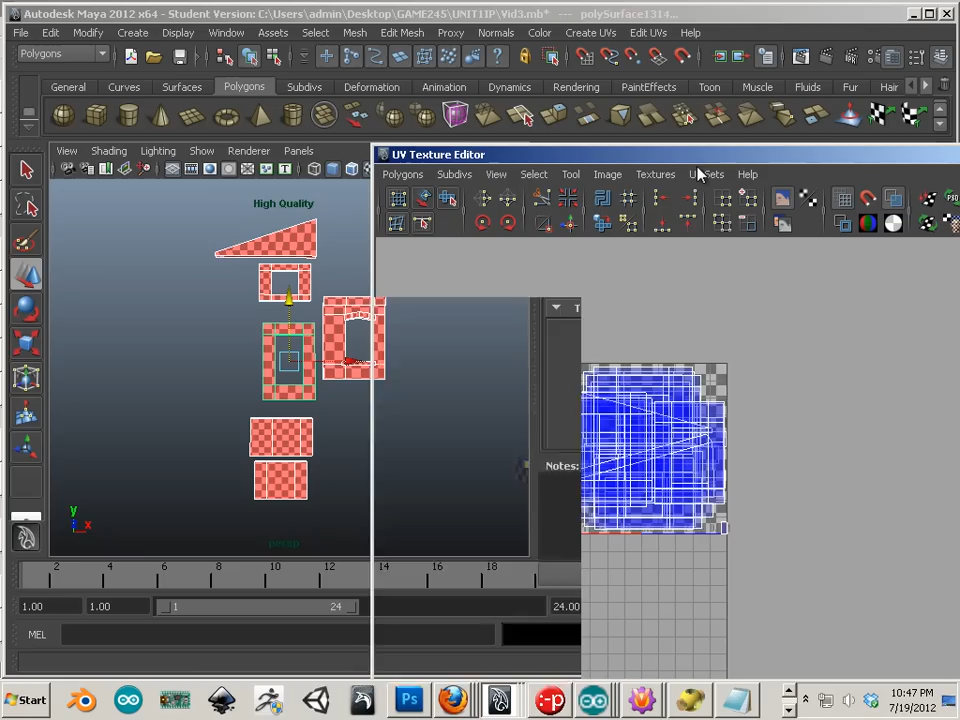 Autodesk Maya 2012 x64 - Student Version: C:\Users\admin\Desktop\GAME24S\UNIT1IP\Vid3.mb* --- polySurface1314...
File Edit Modify Create Display Window Assets Select Mesh Edit Mesh Proxy Normals Color Create UVs Edit UVs Help
Polygons
General Curves Surfaces Polygons Subdivs Deformation Animation Dynamics Rendering PaintEffects Toon Muscle Fluids Fur Hair
View Shading Lighting Show Renderer Panels
UV Texture Editor
Polygons Subdivs View Select Tool Image Textures Help
High Quality
Notes:
y
x
persp
2 4 6 8 10 12 14 16 18
1.00 1.00 1 24 24.00
MEL
Start
Ps
10:47 PM
7/19/2012